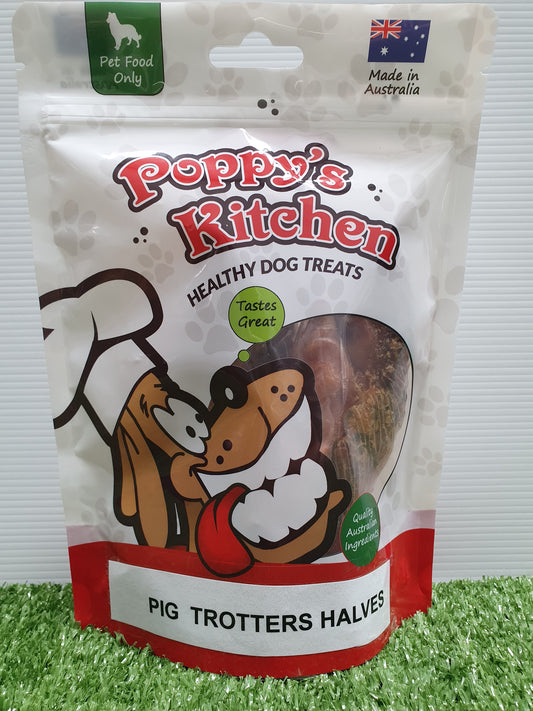 Pet Food
Only
Made in
Australia
Poppy's
Kitchen
HEALTHY DOG TREATS
Tastes
Great
Quality
Australian
Ingredients
PIG TROTTERS HALVES